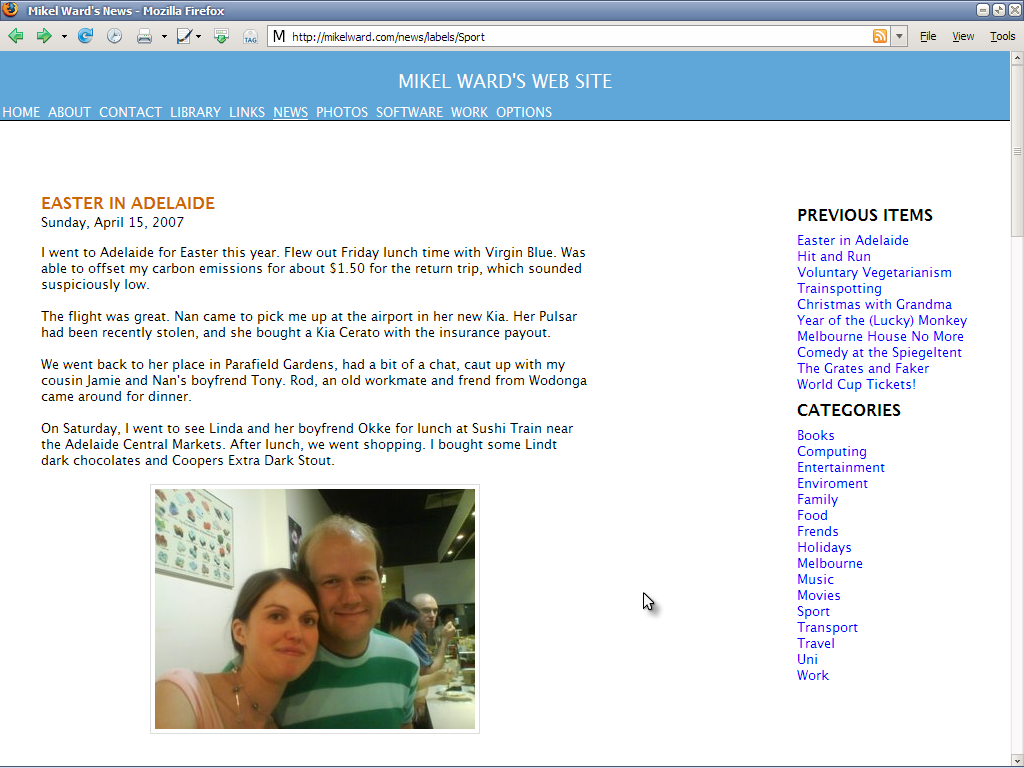 Mikel Ward's News - Mozilla Firefox
TAG
M http://mikelward.com/news/labels/Sport
File View Tools
MIKEL WARD'S WEB SITE
HOME ABOUT CONTACT LIBRARY LINKS NEWS PHOTOS SOFTWARE WORK OPTIONS
EASTER IN ADELAIDE
Sunday, April 15, 2007
I went to Adelaide for Easter this year. Flew out Friday lunch time with Virgin Blue. Was
able to offset my carbon emissions for about $1.50 for the return trip, which sounded
suspiciously low.
The flight was great. Nan came to pick me up at the airport in her new Kia. Her Pulsar
had been recently stolen, and she bought a Kia Cerato with the insurance payout.
We went back to her place in Parafield Gardens, had a bit of a chat, caut up with my
cousin Jamie and Nan's boyfrend Tony. Rod, an old workmate and frend from Wodonga
came around for dinner.
On Saturday, I went to see Linda and her boyfrend Okke for lunch at Sushi Train near
the Adelaide Central Markets. After lunch, we went shopping. I bought some Lindt
dark chocolates and Coopers Extra Dark Stout.
PREVIOUS ITEMS
Easter in Adelaide
Hit and Run
Voluntary Vegetarianism
Trainspotting
Christmas with Grandma
Year of the (Lucky) Monkey
Melbourne House No More
Comedy at the Spiegeltent
The Grates and Faker
World Cup Tickets!
CATEGORIES
Books
Computing
Entertainment
Enviroment
Family
Food
Frends
Holidays
Melbourne
Music
Movies
Sport
Transport
Travel
Uni
Work